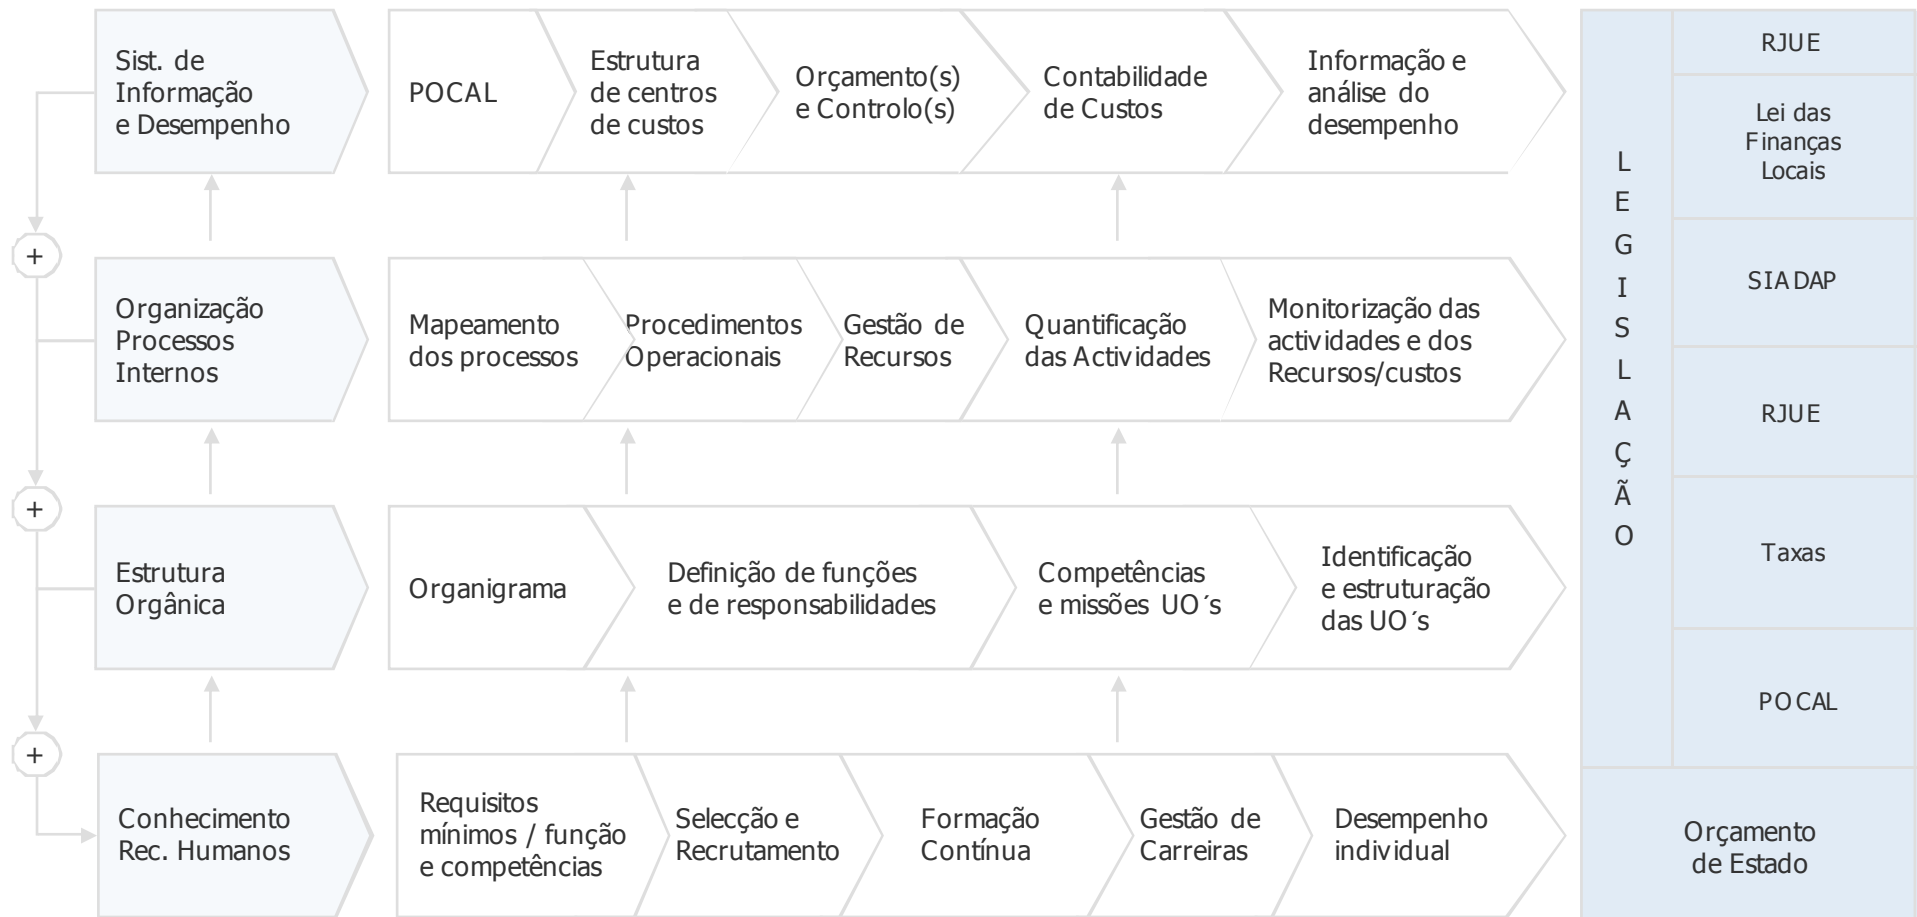 Sist. de
Informação
e Desempenho
POCAL
Estrutura
de centros
de custos
Orçamento(s)
e Controlo(s)
Contabilidade
de Custos
Informação e
análise do
desempenho
+
Organização
Processos
Internos
Mapeamento
dos processos
Procedimentos
Operacionais
Gestão de
Recursos
Quantificação
das Actividades
Monitorização das
actividades e dos
Recursos/custos
+
Estrutura
Orgânica
Organigrama
Definição de funções
e de responsabilidades
Competências
e missões UO´s
Identificação
e estruturação
das UO´s
+
Conhecimento
Rec. Humanos
Requisitos
mínimos / função
e competências
Selecção e
Recrutamento
Formação
Contínua
Gestão de
Carreiras
Desempenho
individual
L
E
G
I
S
L
A
Ç
Ã
O
RJUE
Lei das
Finanças
Locais
SIADAP
RJUE
Taxas
POCAL
Orçamento
de Estado